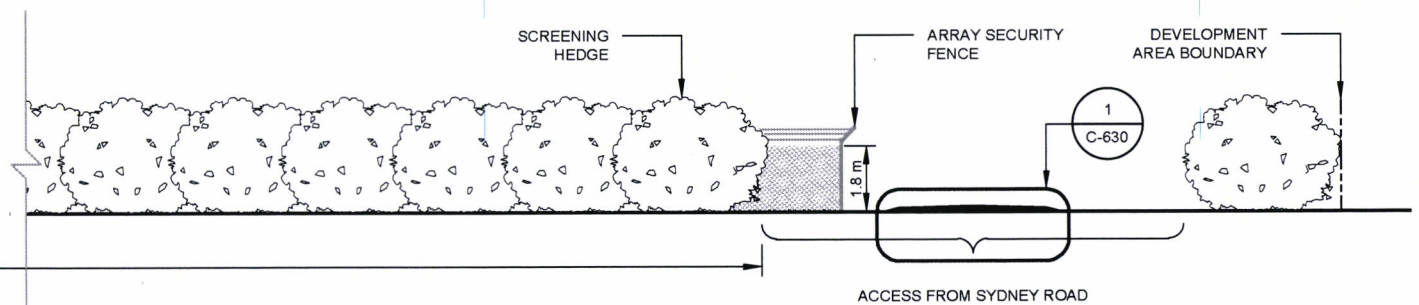 SCREENING
HEDGE
ARRAY SECURITY
FENCE
DEVELOPMENT
AREA BOUNDARY
1
C-630
1.8 m
ACCESS FROM SYDNEY ROAD